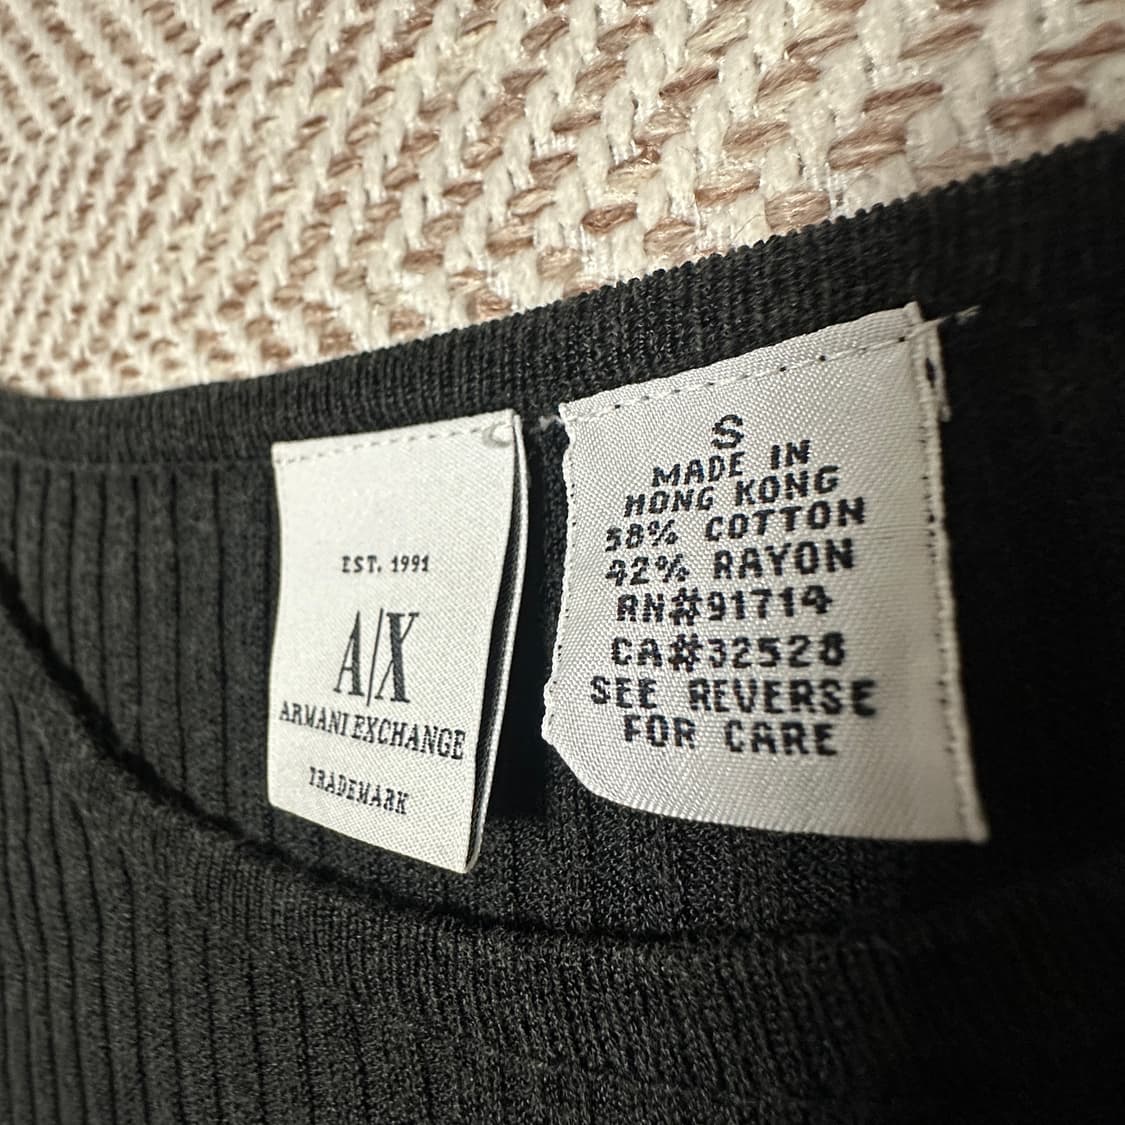 EST. 1991
A/X
ARMANI EXCHANGE
TRADEMARK
S
MADE IN
HONG KONG
58% COTTON
42% RAYON
RN#91714
CA#32528
SEE REVERSE
FOR CARE